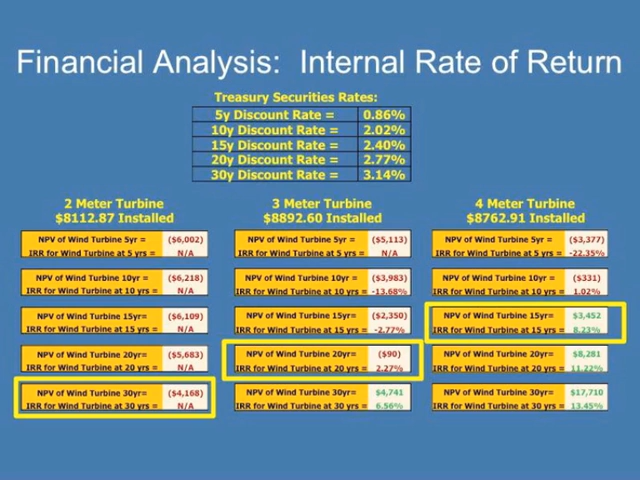 Financial Analysis: Internal Rate of Return
Treasury Securities Rates:
5y Discount Rate = 0.86%
10y Discount Rate = 2.02%
15y Discount Rate = 2.40%
20y Discount Rate = 2.77%
30y Discount Rate = 3.14%
2 Meter Turbine
$8112.87 Installed
NPV of Wind Turbine 5yr = ($6,002)
IRR for Wind Turbine at 5 yrs = N/A
NPV of Wind Turbine 10yr = ($6,218)
IRR for Wind Turbine at 10 yrs = N/A
NPV of Wind Turbine 15yr= ($6,109)
IRR for Wind Turbine at 15 yrs = N/A
NPV of Wind Turbine 20yr= ($5,683)
IRR for Wind Turbine at 20 yrs = N/A
NPV of Wind Turbine 30yr= ($4,168)
IRR for Wind Turbine at 30 yrs = N/A
3 Meter Turbine
$8892.60 Installed
NPV of Wind Turbine 5yr = ($5,113)
IRR for Wind Turbine at 5 yrs = N/A
NPV of Wind Turbine 10yr = ($3,983)
IRR for Wind Turbine at 10 yrs = -13.68%
NPV of Wind Turbine 15yr= ($2,350)
IRR for Wind Turbine at 15 yrs = -2.77%
NPV of Wind Turbine 20yr= ($90)
IRR for Wind Turbine at 20 yrs = 2.27%
NPV of Wind Turbine 30yr= $4,741
IRR for Wind Turbine at 30 yrs = 6.56%
4 Meter Turbine
$8762.91 Installed
NPV of Wind Turbine 5yr = ($3,377)
IRR for Wind Turbine at 5 yrs = -22.35%
NPV of Wind Turbine 10yr = ($331)
IRR for Wind Turbine at 10 yrs = 1.02%
NPV of Wind Turbine 15yr= $3,452
IRR for Wind Turbine at 15 yrs = 8.23%
NPV of Wind Turbine 20yr= $8,281
IRR for Wind Turbine at 20 yrs = 11.22%
NPV of Wind Turbine 30yr= $17,710
IRR for Wind Turbine at 30 yrs = 13.45%